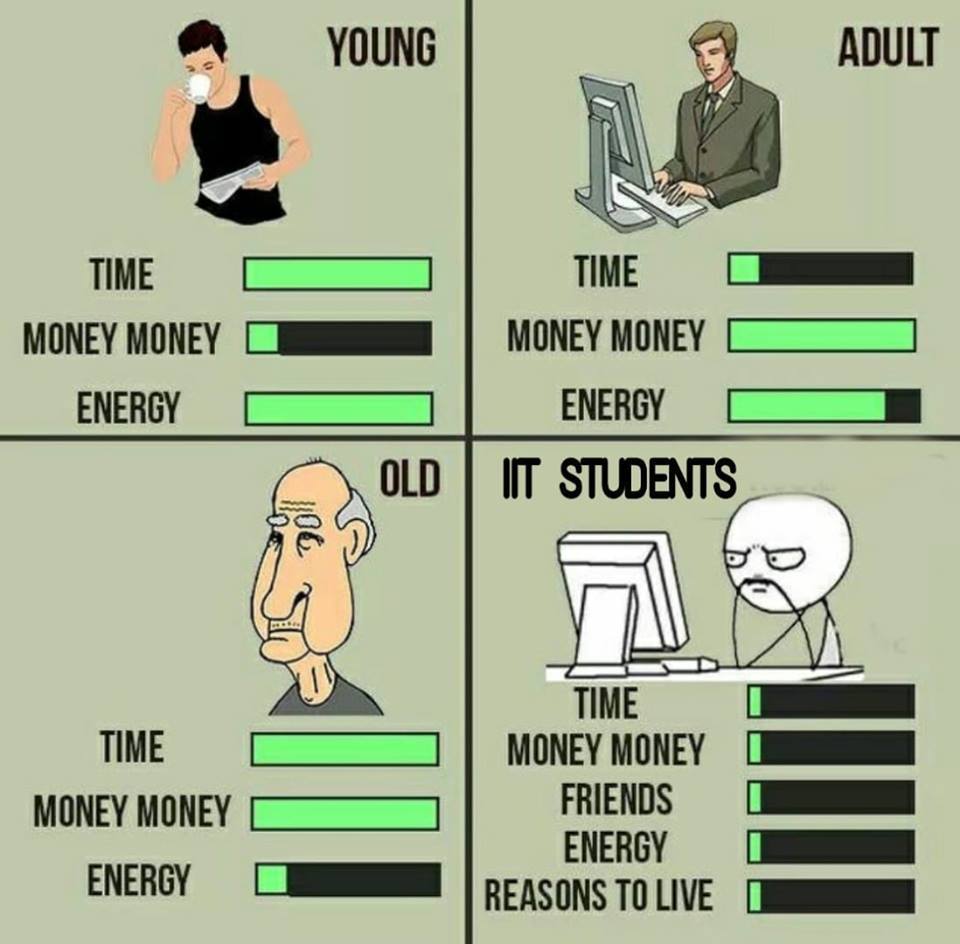 YOUNG
TIME
MONEY MONEY
ENERGY
ADULT
TIME
MONEY MONEY
ENERGY
OLD
TIME
MONEY MONEY
ENERGY
IIT STUDENTS
TIME
MONEY MONEY
FRIENDS
ENERGY
REASONS TO LIVE